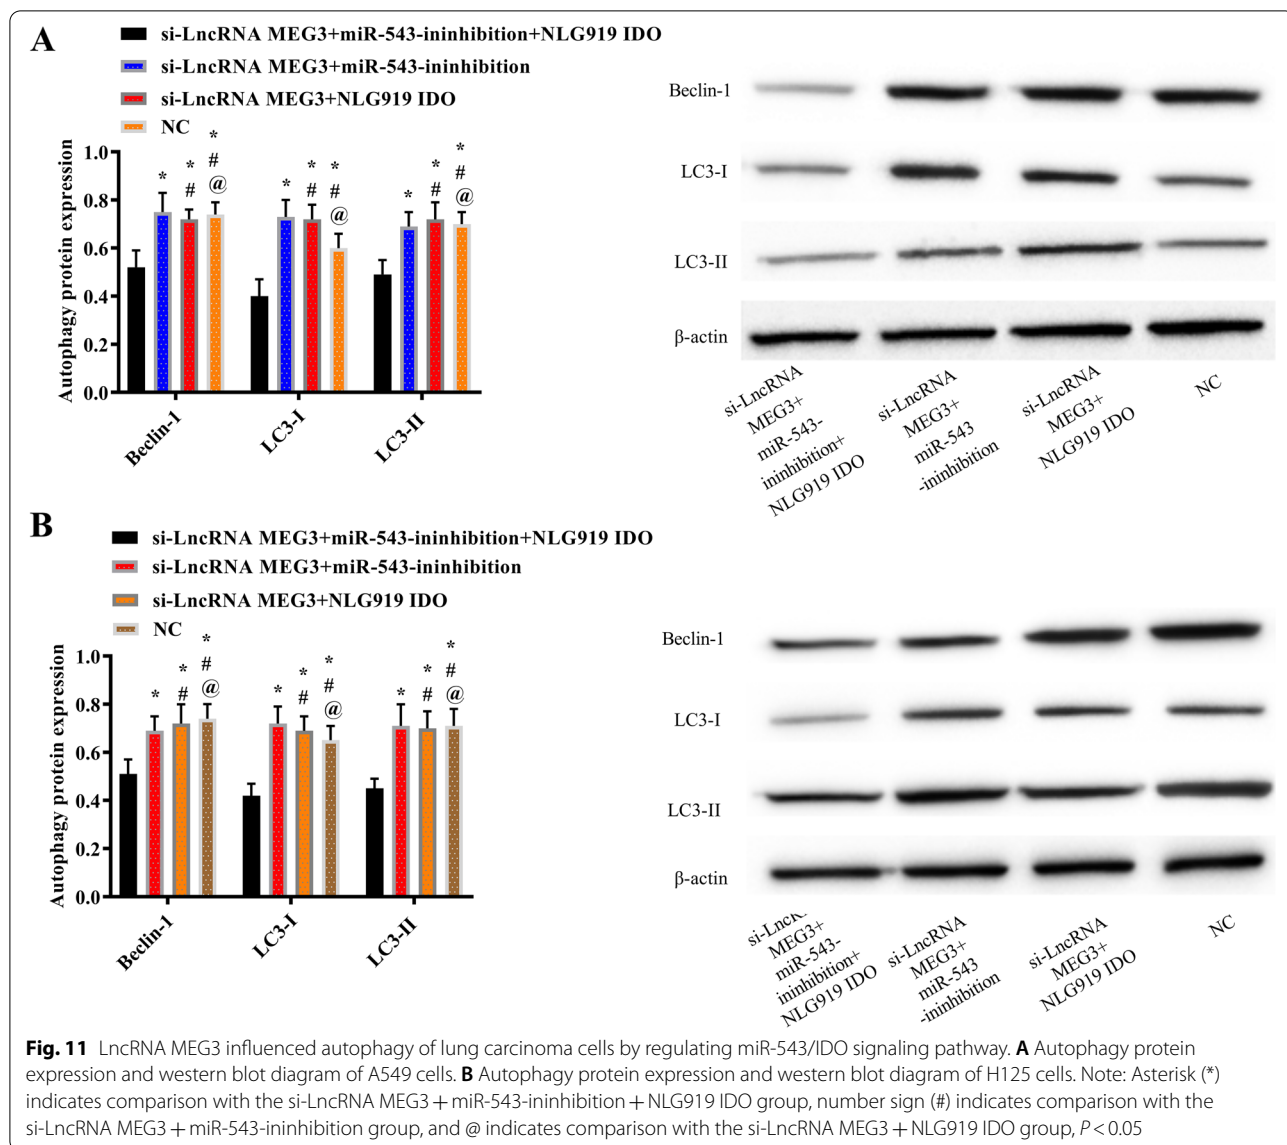 A
si-LncRNA MEG3+miR-543-ininhibition+NLG919 IDO
si-LncRNA MEG3+miR-543-ininhibition
si-LncRNA MEG3+NLG919 IDO
NC
Autophagy protein expression
1.0
0.8
0.6
0.4
0.2
0.0
*
*
#
*
#
@
*
*
#
*
#
@
*
*
#
*
#
@
Beclin-1
LC3-I
LC3-II
Beclin-1
LC3-I
LC3-II
β-actin
si-LncRNA
MEG3+
miR-543-
ininhibition+
NLG919 IDO
si-LncRNA
MEG3+
miR-543
-ininhibition
si-LncRNA
MEG3+
NLG919 IDO
NC
B
si-LncRNA MEG3+miR-543-ininhibition+NLG919 IDO
si-LncRNA MEG3+miR-543-ininhibition
si-LncRNA MEG3+NLG919 IDO
NC
Autophagy protein expression
1.0
0.8
0.6
0.4
0.2
0.0
*
*
#
*
#
@
*
*
#
*
#
@
*
*
#
*
#
@
Beclin-1
LC3-I
LC3-II
Beclin-1
LC3-I
LC3-II
β-actin
MEG3+
miR-543-
ininhibition+
NLG919 IDO
si-LncRNA
MEG3+
miR-543
-ininhibition
si-LncRNA
MEG3+
NLG919 IDO
NC
Fig. 11 LncRNA MEG3 influenced autophagy of lung carcinoma cells by regulating miR-543/IDO signaling pathway. A Autophagy protein
expression and western blot diagram of A549 cells. B Autophagy protein expression and western blot diagram of H125 cells. Note: Asterisk (*)
indicates comparison with the si-LncRNA MEG3 + miR-543-ininhibition + NLG919 IDO group, number sign (#) indicates comparison with the
si-LncRNA MEG3 + miR-543-ininhibition group, and @ indicates comparison with the si-LncRNA MEG3 + NLG919 IDO group, P < 0.05